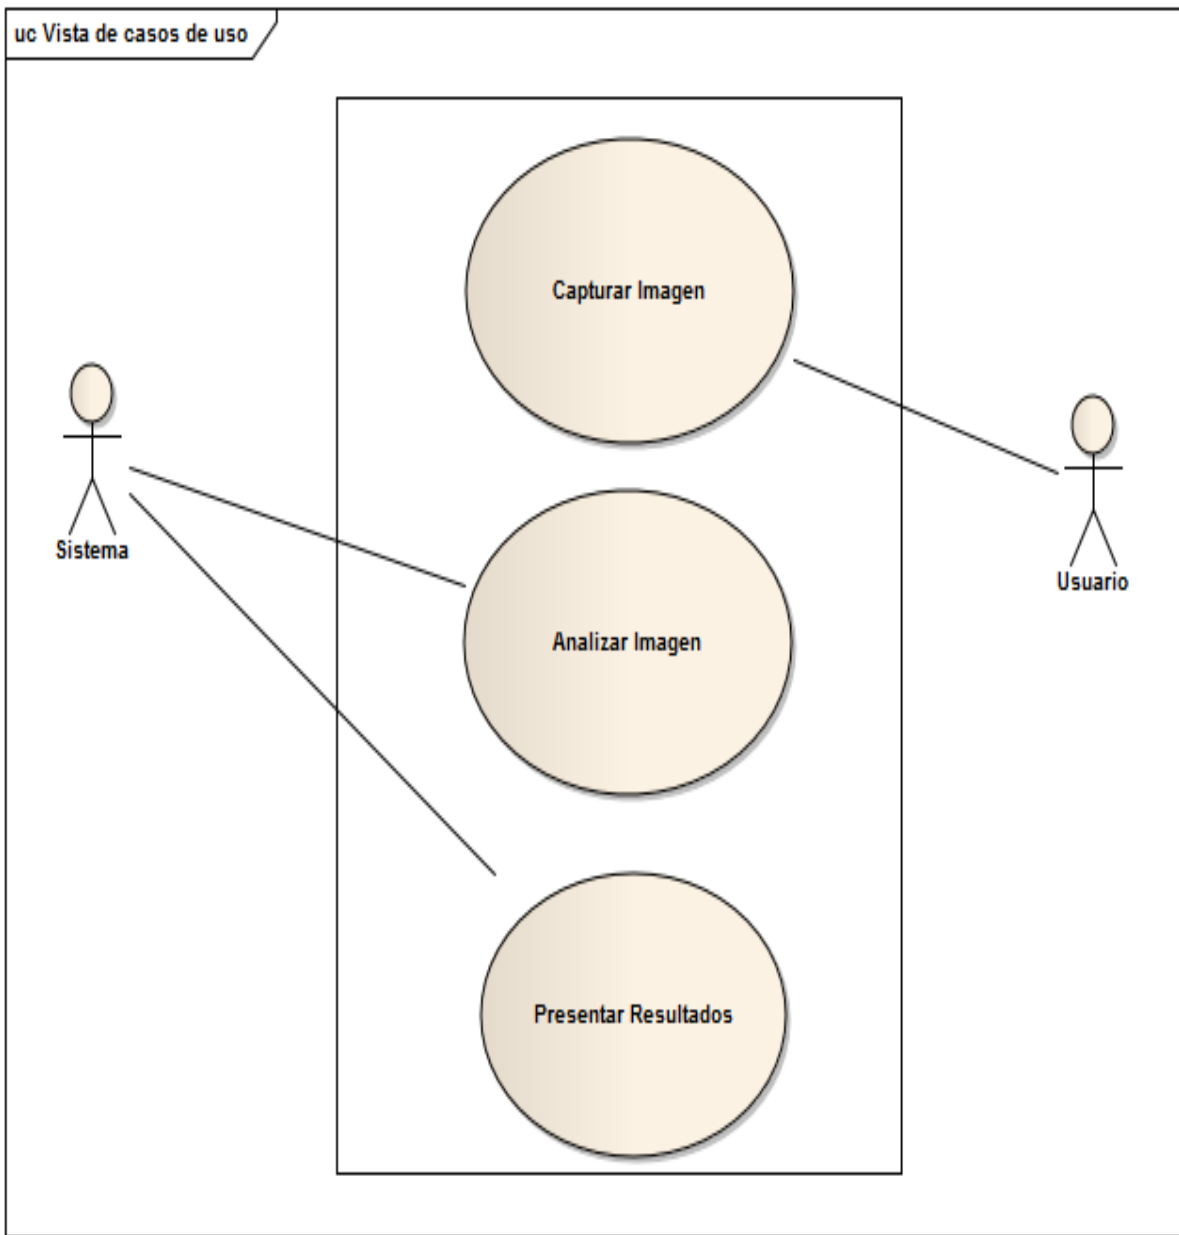 uc Vista de casos de uso
Capturar Imagen
Sistema
Usuario
Analizar Imagen
Presentar Resultados